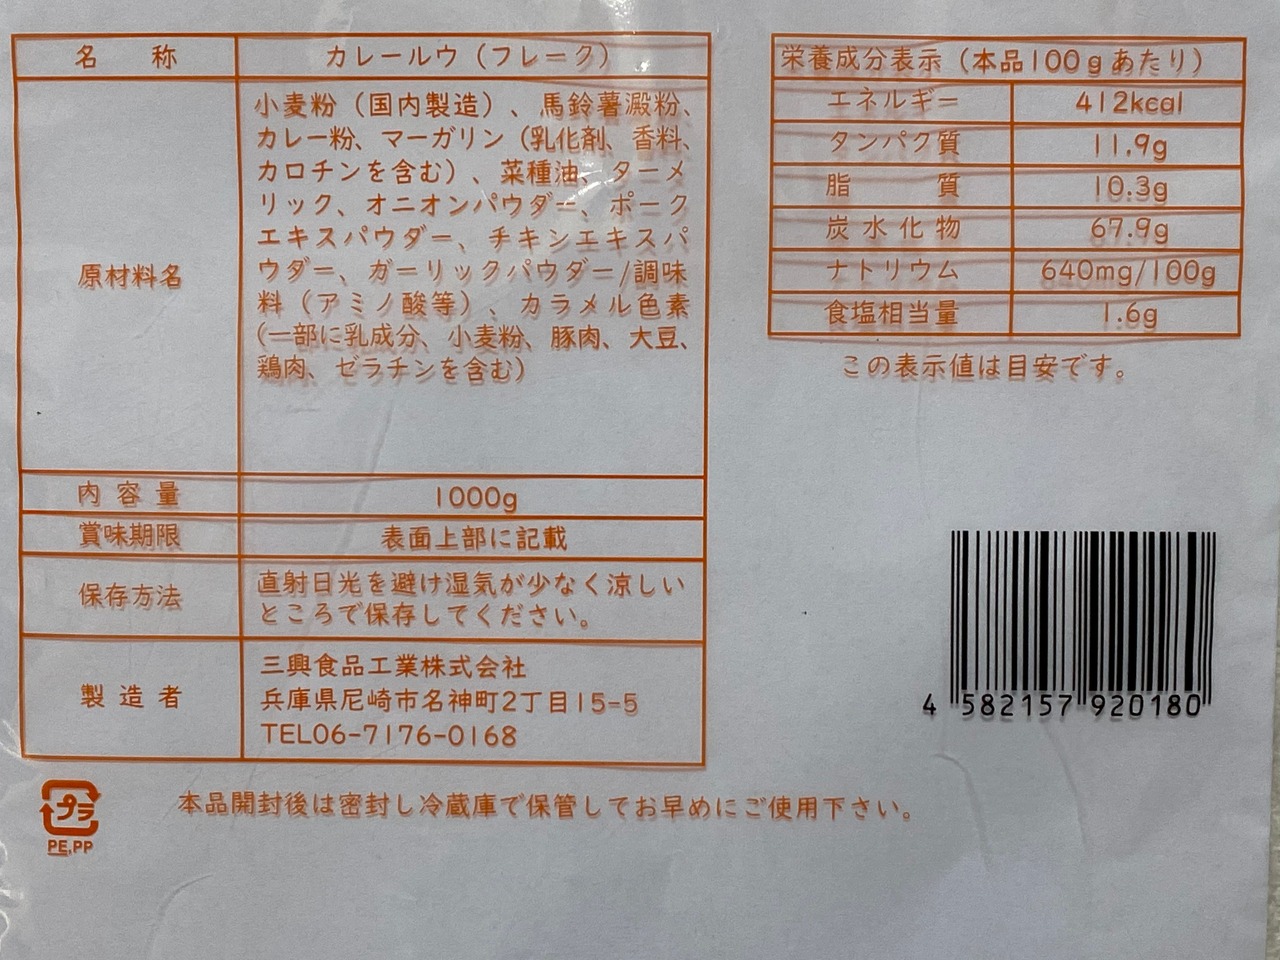 名 称 カレールウ（フレーク）
原材料名
小麦粉（国内製造）、馬鈴薯澱粉、
カレー粉、マーガリン（乳化剤、香料、
カロチンを含む）、菜種油、ターメ
リック、オニオンパウダー、ポーク
エキスパウダー、チキンエキスパ
ウダー、ガーリックパウダー/調味
料（アミノ酸等）、カラメル色素
（一部に乳成分、小麦粉、豚肉、大豆、
鶏肉、ゼラチンを含む）
内容量 1000g
賞味期限 表面上部に記載
保存方法
直射日光を避け湿気が少なく涼しい
ところで保存してください。
製造者
三興食品工業株式会社
兵庫県尼崎市名神町2丁目15-5
TEL06-7176-0168
プラ
PE,PP
本品開封後は密封し冷蔵庫で保管してお早めにご使用下さい。
栄養成分表示（本品100gあたり）
エネルギー 412kcal
タンパク質 11.9g
脂質 10.3g
炭水化物 67.9g
ナトリウム 640mg/100g
食塩相当量 1.6g
この表示値は目安です。
4 582157 920180